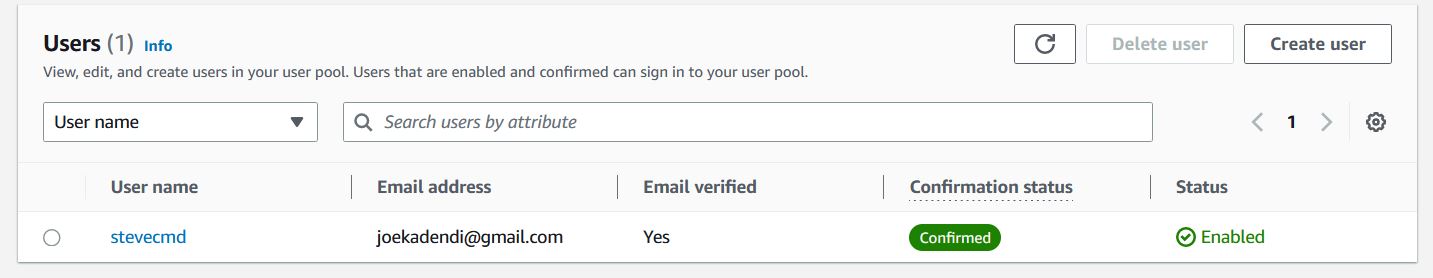 Users (1) Info
Delete user
Create user
View, edit, and create users in your user pool. Users that are enabled and confirmed can sign in to your user pool.
User name
Search users by attribute
1
User name Email address Email verified Confirmation status Status
stevecmd joekadendi@gmail.com Yes Confirmed Enabled